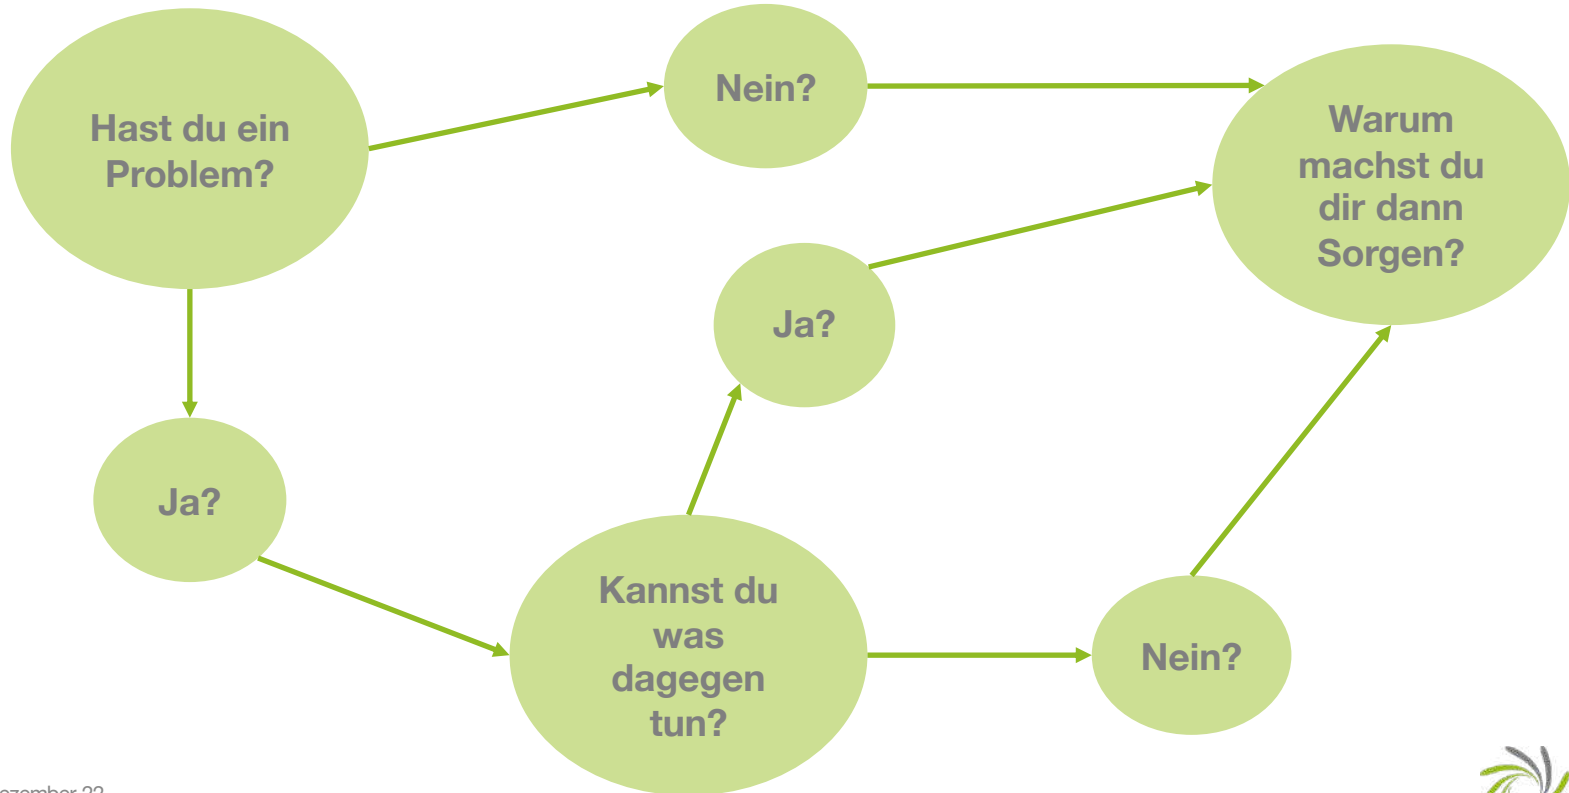 Hast du ein
Problem?
Nein?
Warum
machst du
dir dann
Sorgen?
Ja?
Ja?
Kannst du
was
dagegen
tun?
Nein?
22